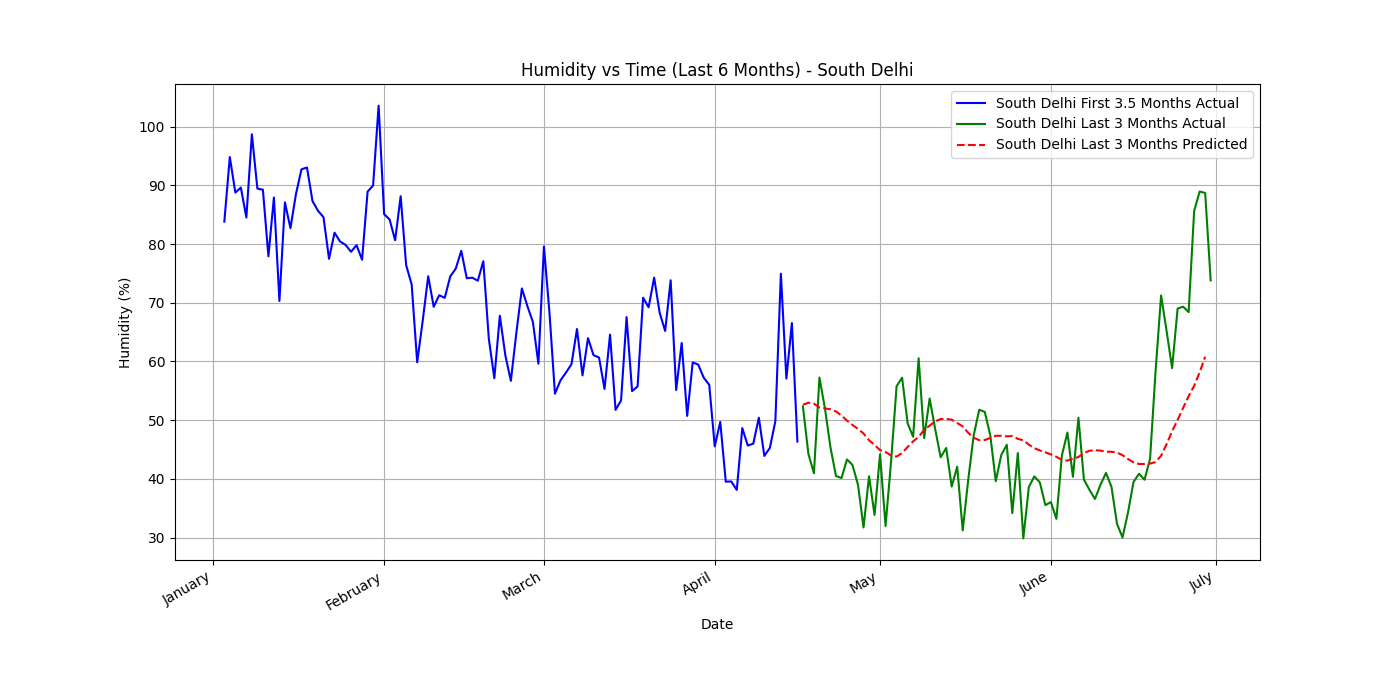 Humidity vs Time (Last 6 Months) - South Delhi
South Delhi First 3.5 Months Actual
South Delhi Last 3 Months Actual
South Delhi Last 3 Months Predicted
Humidity (%)
100
90
80
70
60
50
40
30
January
February
March
April
May
June
July
Date